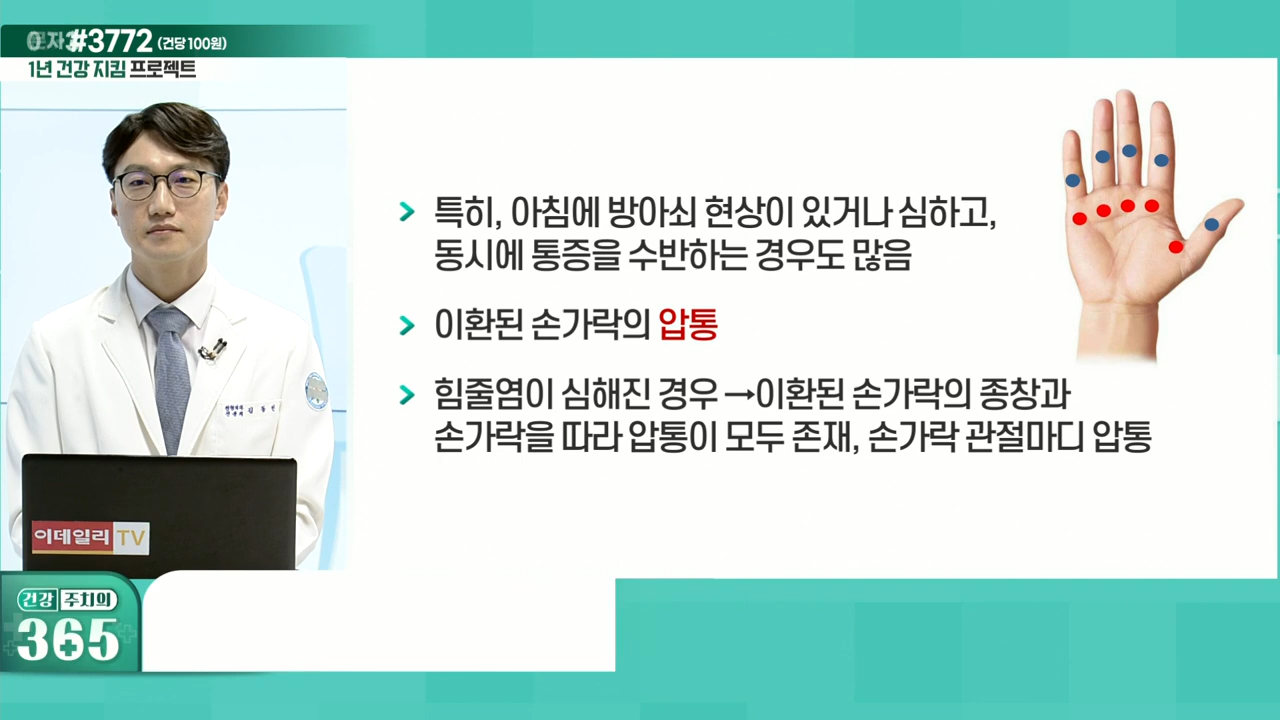 #3772 (건당 100원)
1년 건강 지킴 프로젝트
특히, 아침에 방아쇠 현상이 있거나 심하고,
동시에 통증을 수반하는 경우도 많음
이환된 손가락의 압통
힘줄염이 심해진 경우 →이환된 손가락의 종창과
손가락을 따라 압통이 모두 존재, 손가락 관절마디 압통
이데일리 TV
건강 주치의
365